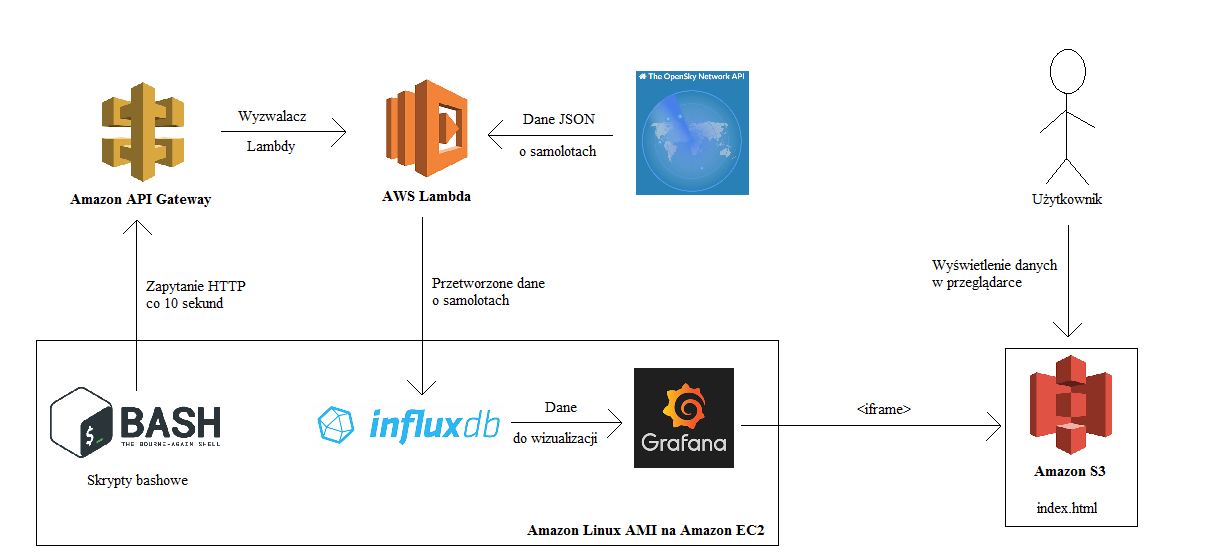 The OpenSky Network API
Wyzwalacz
Lambdy
Dane JSON
o samolotach
Amazon API Gateway
AWS Lambda
Użytkownik
Zapytanie HTTP
co 10 sekund
Przetworzone dane
o samolotach
Wyświetlenie danych
w przeglądarce
$
BASH
THE BOURNE-AGAIN SHELL
Skrypty bashowe
influxdb
Dane
do wizualizacji
Grafana
<iframe>
Amazon S3
index.html
Amazon Linux AMI na Amazon EC2